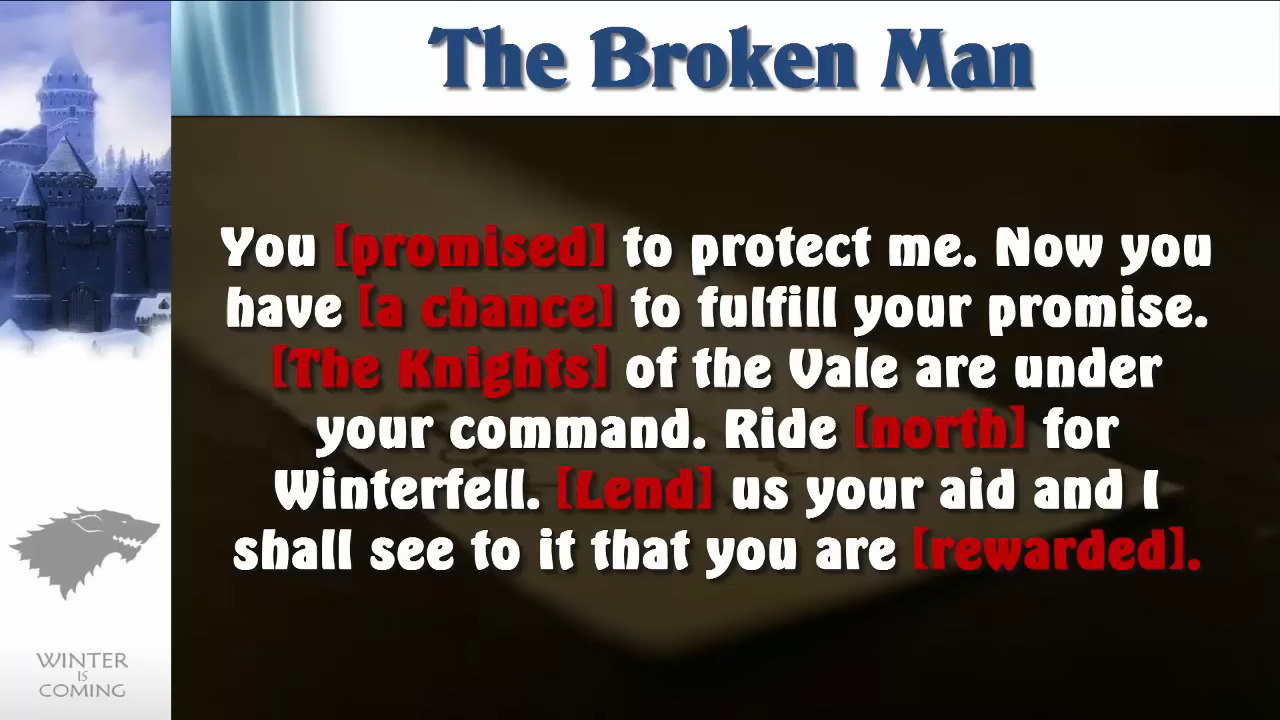 The Broken Man
You [promised] to protect me. Now you
have [a chance] to fulfill your promise.
[The Knights] of the Vale are under
your command. Ride [north] for
Winterfell. [Lend] us your aid and I
shall see to it that you are [rewarded].
WINTER
IS
COMING